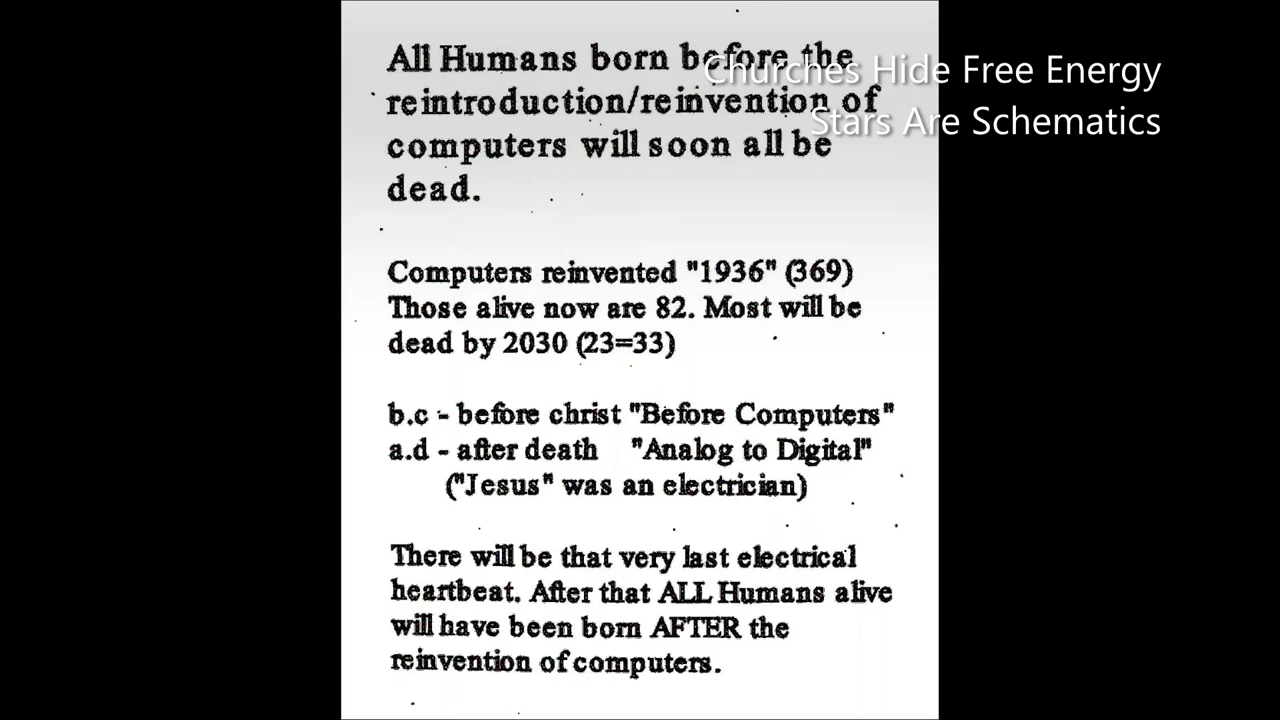 All Humans born before the
reintroduction/reinvention of
computers will soon all be
dead.
Churches Hide Free Energy
Stars Are Schematics
Computers reinvented "1936" (369)
Those alive now are 82. Most will be
dead by 2030 (23=33)
b.c - before christ "Before Computers"
a.d - after death "Analog to Digital"
("Jesus" was an electrician)
There will be that very last electrical
heartbeat. After that ALL Humans alive
will have been born AFTER the
reinvention of computers.